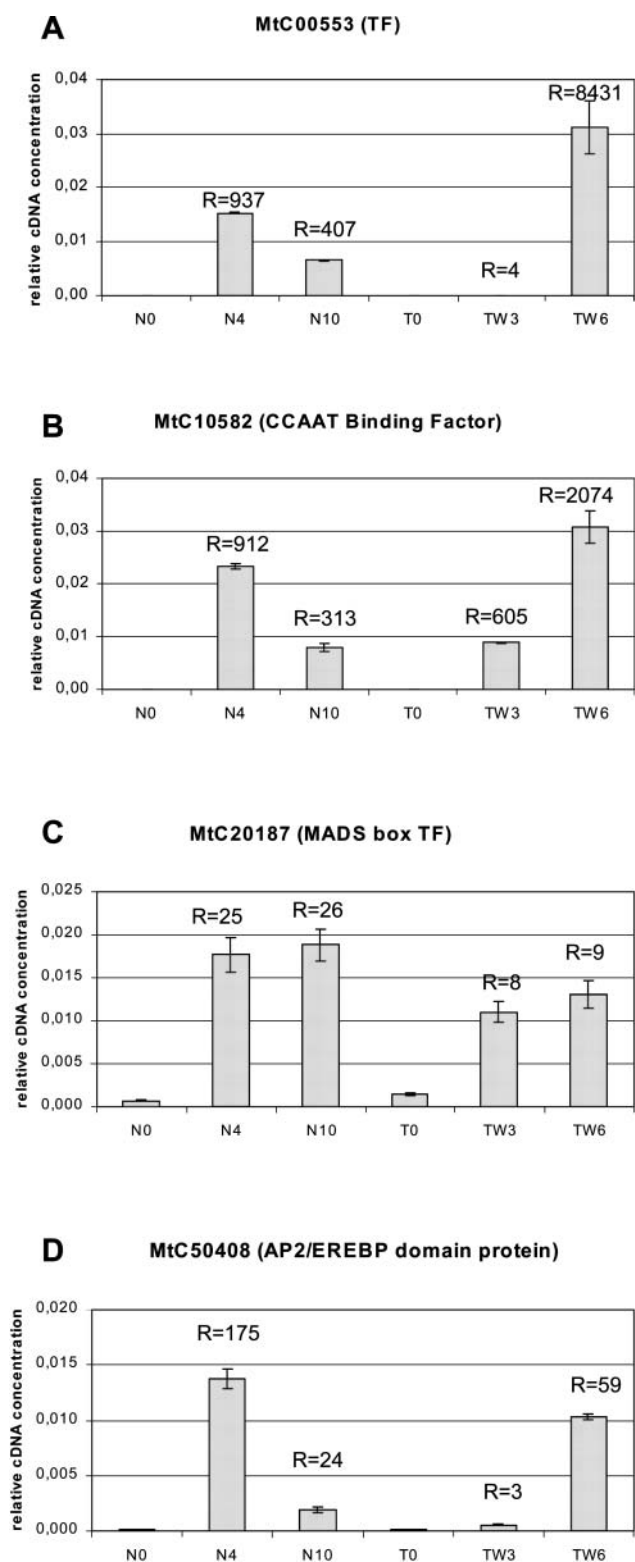 A
MtC00553 (TF)
relative cDNA concentration
0,04
0,03
0,02
0,01
0,00
R=937
R=407
R=4
R=8431
N0 N4 N10 T0 TW3 TW6
B
MtC10582 (CCAAT Binding Factor)
relative cDNA concentration
0,04
0,03
0,02
0,01
0,00
R=912
R=313
R=605
R=2074
N0 N4 N10 T0 TW3 TW6
C
MtC20187 (MADS box TF)
relative cDNA concentration
0,025
0,020
0,015
0,010
0,005
0,000
R=25
R=26
R=8
R=9
N0 N4 N10 T0 TW3 TW6
D
MtC50408 (AP2/EREBP domain protein)
relative cDNA concentration
0,020
0,015
0,010
0,005
0,000
R=175
R=24
R=3
R=59
N0 N4 N10 T0 TW3 TW6